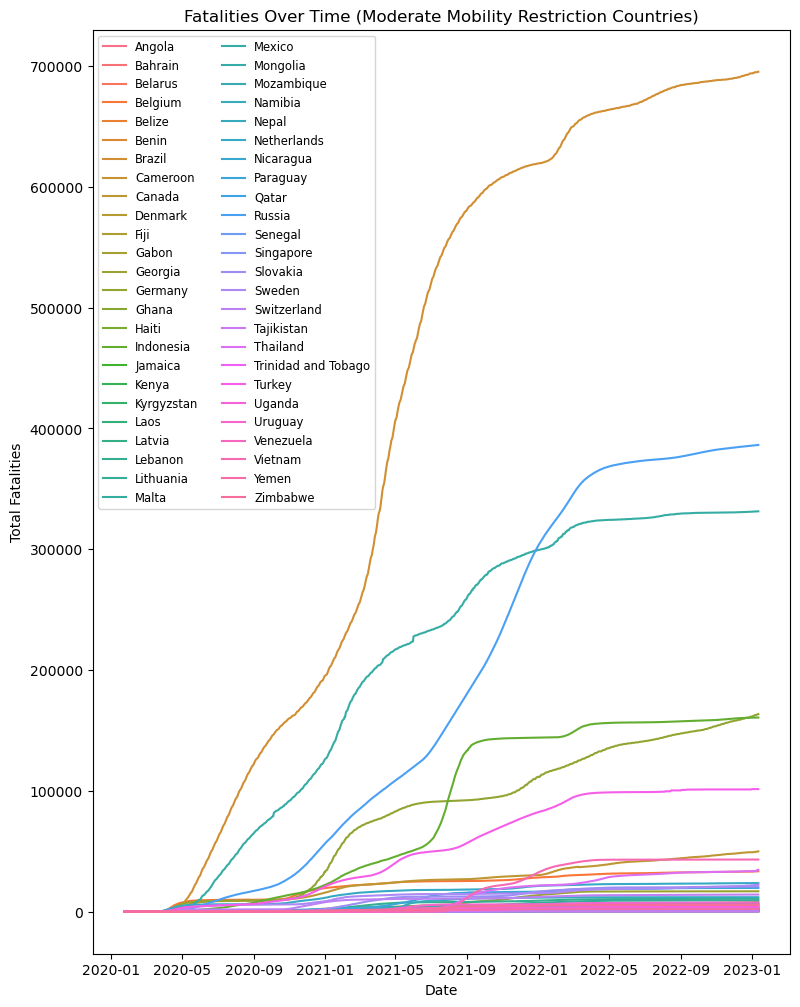 Fatalities Over Time (Moderate Mobility Restriction Countries)
Angola
Bahrain
Belarus
Belgium
Belize
Benin
Brazil
Cameroon
Canada
Denmark
Fiji
Gabon
Georgia
Germany
Ghana
Haiti
Indonesia
Jamaica
Kenya
Kyrgyzstan
Laos
Latvia
Lebanon
Lithuania
Malta
Mexico
Mongolia
Mozambique
Namibia
Nepal
Netherlands
Nicaragua
Paraguay
Qatar
Russia
Senegal
Singapore
Slovakia
Sweden
Switzerland
Tajikistan
Thailand
Trinidad and Tobago
Turkey
Uganda
Uruguay
Venezuela
Vietnam
Yemen
Zimbabwe
Total Fatalities
700000
600000
500000
400000
300000
200000
100000
0
2020-01 2020-05 2020-09 2021-01 2021-05 2021-09 2022-01 2022-05 2022-09 2023-01
Date